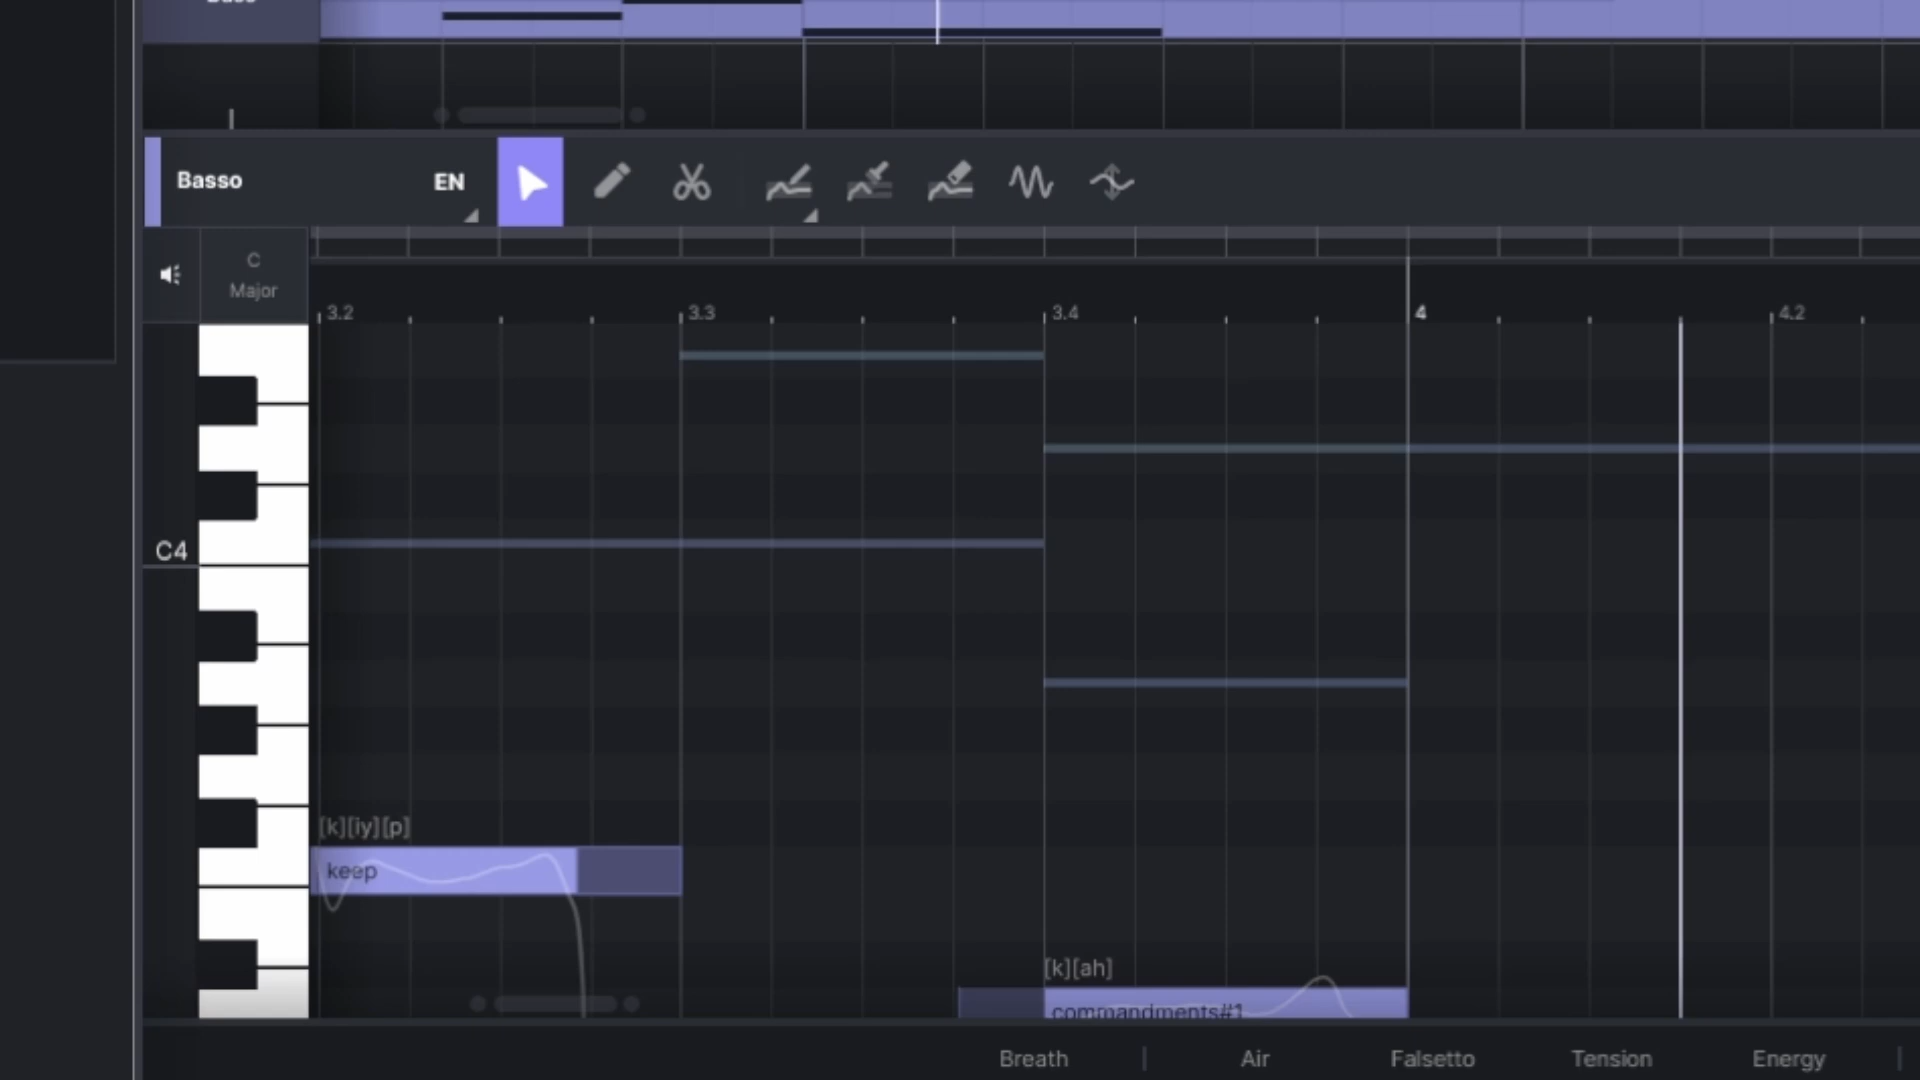 Basso EN
C
Major
3.2 3.3 3.4 4 4.2
C4
[k][iy][p]
keep
[k][ah]
commandments#1
Breath | Air Falsetto Tension Energy |